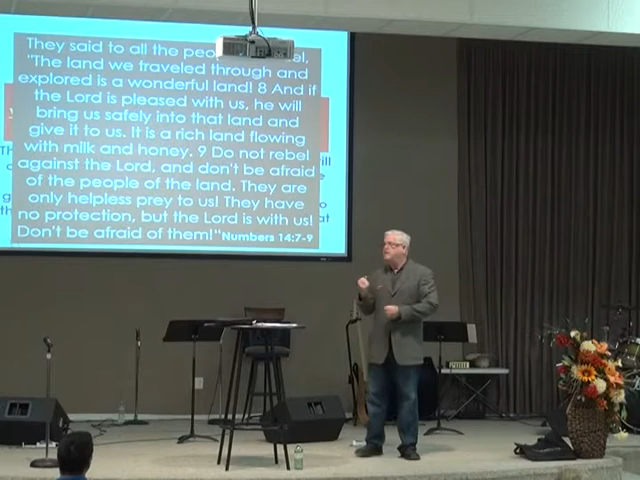 They said to all the
"The land we traveled through and
explored is a wonderful land! 8 And if
the Lord is pleased with us, he will
bring us safely into that land and
give it to us. It is a rich land flowing
with milk and honey. 9 Do not rebel
against the Lord, and don't be afraid
of the people of the land. They are
only helpless prey to us! They have
no protection, but the Lord is with us!
Don't be afraid of them!"Numbers 14:7-9